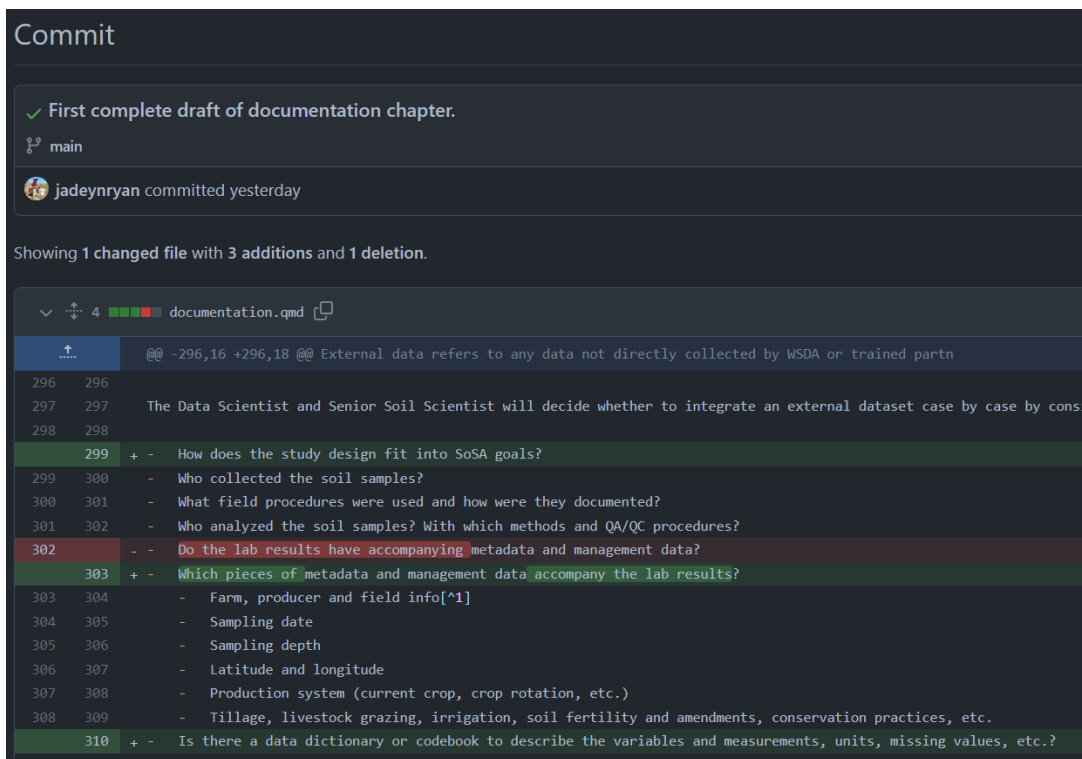 Commit
First complete draft of documentation chapter.
main
jadeynryan committed yesterday
Showing 1 changed file with 3 additions and 1 deletion.
4 documentation.qmd
@@ -296,16 +296,18 @@ External data refers to any data not directly collected by WSDA or trained partn
296 296
297 297 The Data Scientist and Senior Soil Scientist will decide whether to integrate an external dataset case by case by cons
298 298
299 + - How does the study design fit into SoSA goals?
299 300 - Who collected the soil samples?
300 301 - What field procedures were used and how were they documented?
301 302 - Who analyzed the soil samples? With which methods and QA/QC procedures?
302 - - Do the lab results have accompanying metadata and management data?
303 + - Which pieces of metadata and management data accompany the lab results?
303 304 - Farm, producer and field info[^1]
304 305 - Sampling date
305 306 - Sampling depth
306 307 - Latitude and longitude
307 308 - Production system (current crop, crop rotation, etc.)
308 309 - Tillage, livestock grazing, irrigation, soil fertility and amendments, conservation practices, etc.
310 + - Is there a data dictionary or codebook to describe the variables and measurements, units, missing values, etc.?